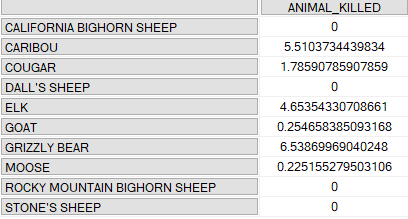 ANIMAL_KILLED
CALIFORNIA BIGHORN SHEEP 0
CARIBOU 5.5103734439834
COUGAR 1.78590785907859
DALL'S SHEEP 0
ELK 4.65354330708661
GOAT 0.254658385093168
GRIZZLY BEAR 6.53869969040248
MOOSE 0.225155279503106
ROCKY MOUNTAIN BIGHORN SHEEP 0
STONE'S SHEEP 0